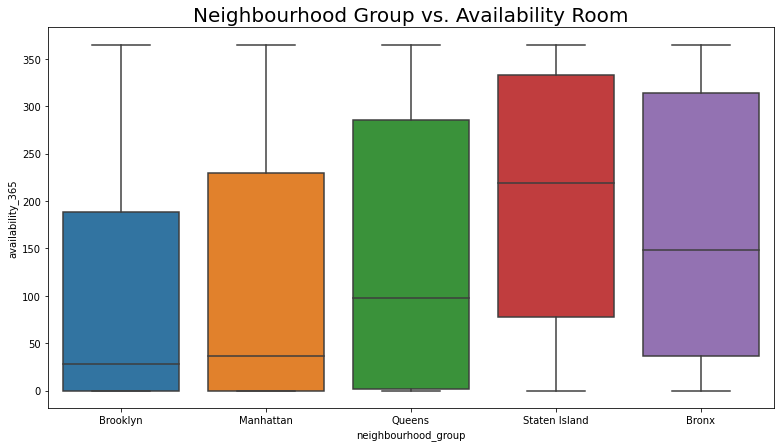 Neighbourhood Group vs. Availability Room
350
300
250
200
150
100
50
0
availability_365
Brooklyn Manhattan Queens Staten Island Bronx
neighbourhood_group